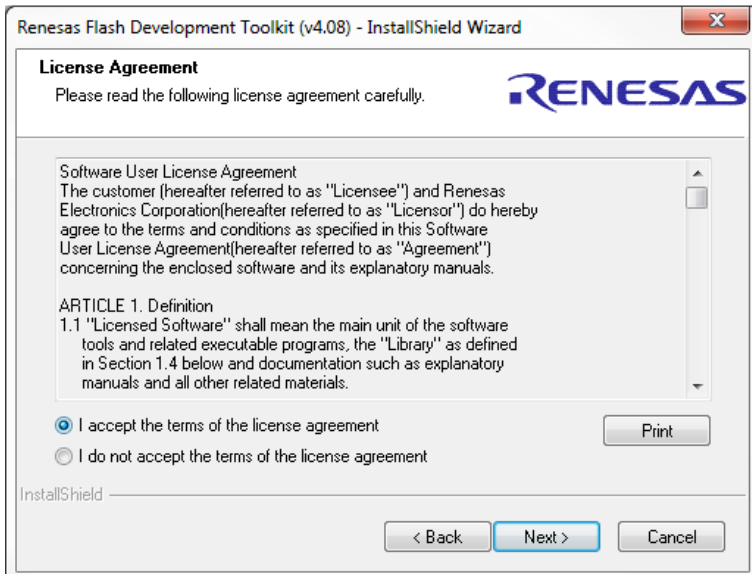 Renesas Flash Development Toolkit (v4.08) - InstallShield Wizard
License Agreement
Please read the following license agreement carefully.
RENESAS
Software User License Agreement
The customer (hereafter referred to as "Licensee") and Renesas
Electronics Corporation(hereafter referred to as "Licensor") do hereby
agree to the terms and conditions as specified in this Software
User License Agreement(hereafter referred to as "Agreement")
concerning the enclosed software and its explanatory manuals.
ARTICLE 1. Definition
1.1 "Licensed Software" shall mean the main unit of the software
tools and related executable programs, the "Library" as defined
in Section 1.4 below and documentation such as explanatory
manuals and all other related materials.
I accept the terms of the license agreement
Print
I do not accept the terms of the license agreement
InstallShield
< Back
Next >
Cancel